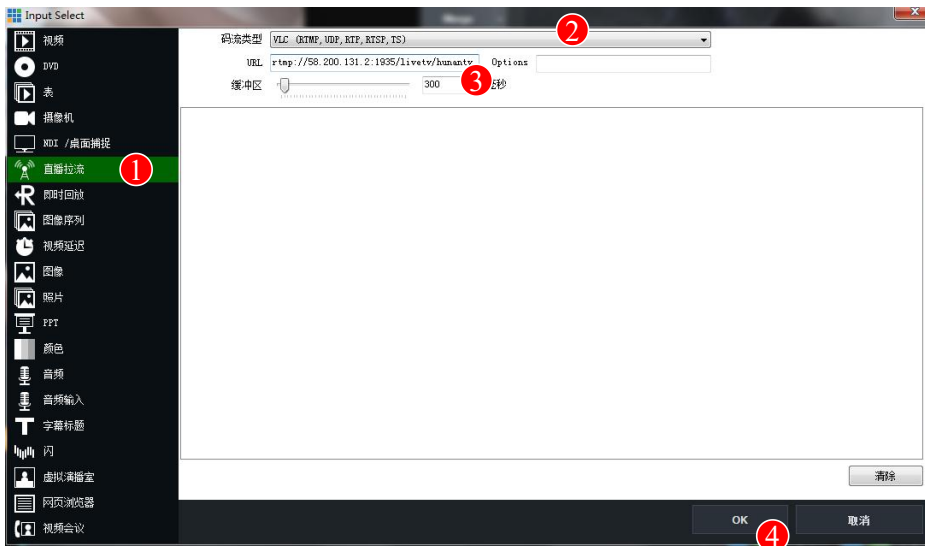 Input Select
视频
DVD
表
摄像机
NDI /桌面捕捉
直播拉流
1
即时回放
图像序列
视频延迟
图像
照片
PPT
颜色
音频
音频输入
字幕标题
闪
虚拟演播室
网页浏览器
视频会议
码流类型 VLC (RTMP,UDP,RTP,RTSP,TS)
2
URL rtmp://58.200.131.2:1935/livetv/hunantv Options
缓冲区 300 3 秒
清除
OK 取消
4